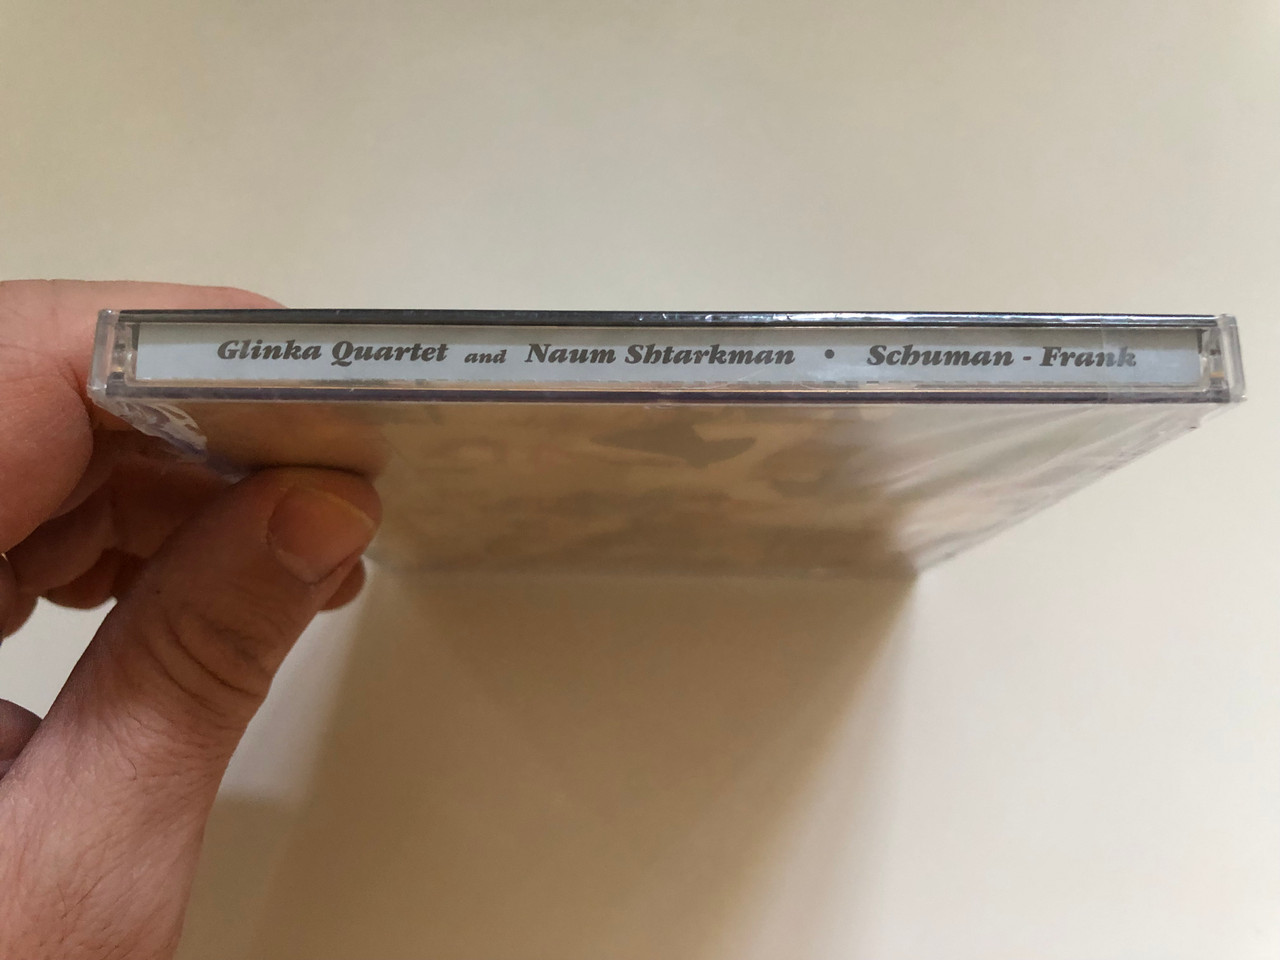 Glinka Quartet and Naum Shtarkman • Schuman - Frank